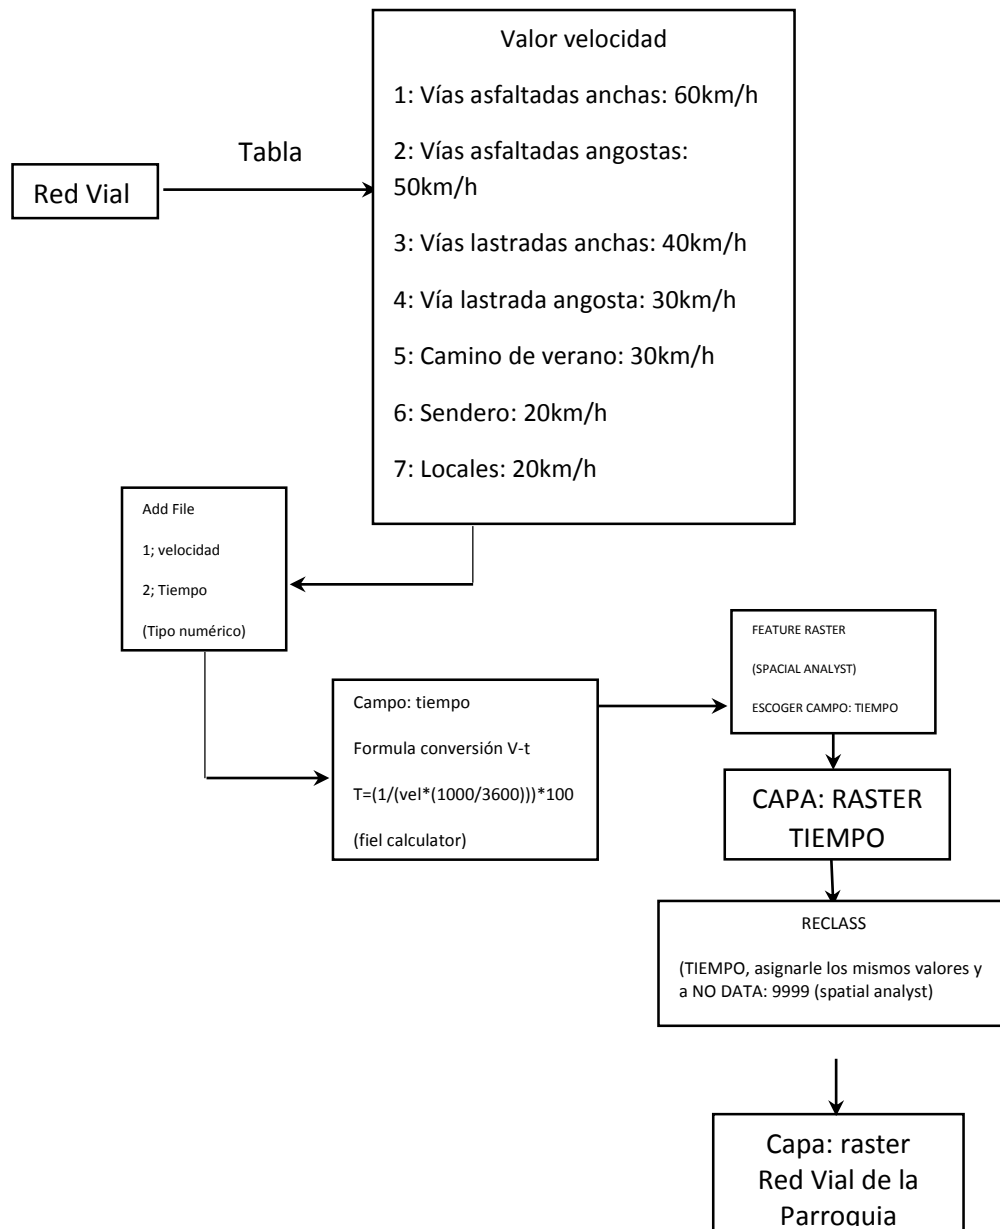 Valor velocidad
1: Vías asfaltadas anchas: 60km/h
2: Vías asfaltadas angostas:
50km/h
3: Vías lastradas anchas: 40km/h
4: Vía lastrada angosta: 30km/h
5: Camino de verano: 30km/h
6: Sendero: 20km/h
7: Locales: 20km/h
Tabla
Red Vial
Add File
1; velocidad
2; Tiempo
(Tipo numérico)
Campo: tiempo
Formula conversión V-t
T=(1/(vel*(1000/3600)))*100
(fiel calculator)
FEATURE RASTER
(SPACIAL ANALYST)
ESCOGER CAMPO: TIEMPO
CAPA: RASTER
TIEMPO
RECLASS
(TIEMPO, asignarle los mismos valores y
a NO DATA: 9999 (spatial analyst)
Capa: raster
Red Vial de la
Parroquia